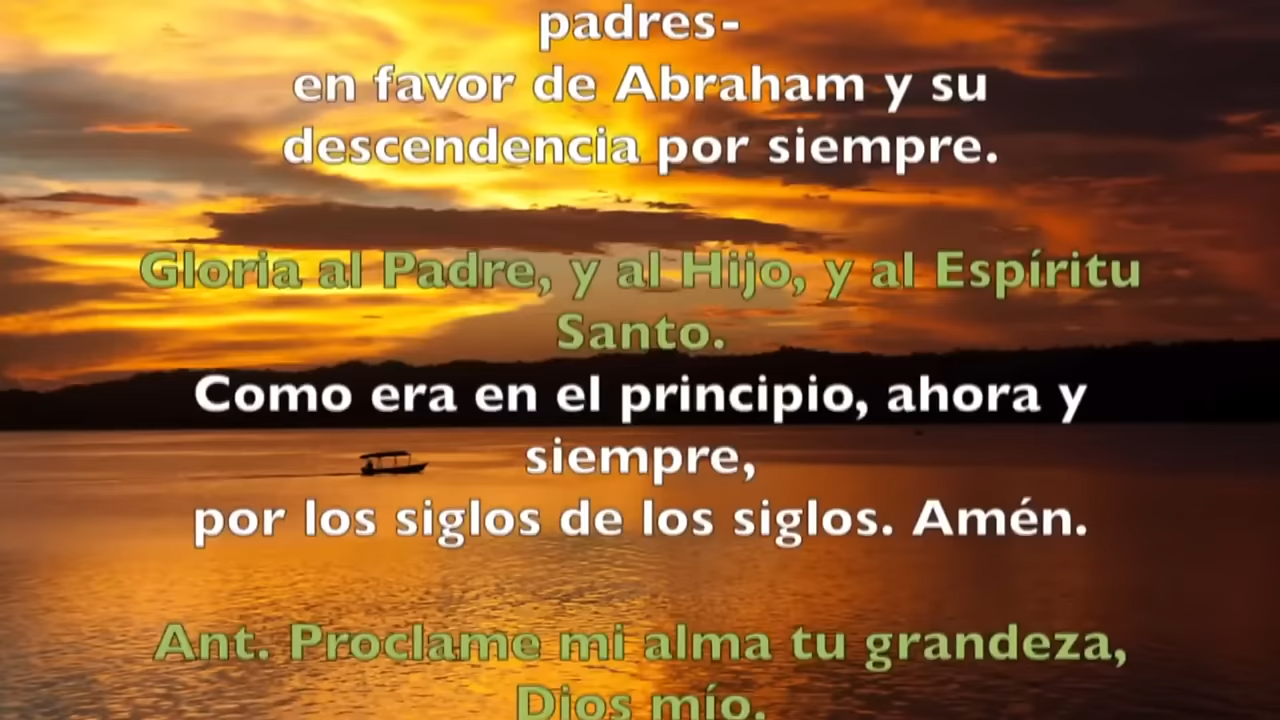 padres-
en favor de Abraham y su
descendencia por siempre.
Gloria al Padre, y al Hijo, y al Espíritu
Santo.
Como era en el principio, ahora y
siempre,
por los siglos de los siglos. Amén.
Ant. Proclame mi alma tu grandeza,
Dios mío.